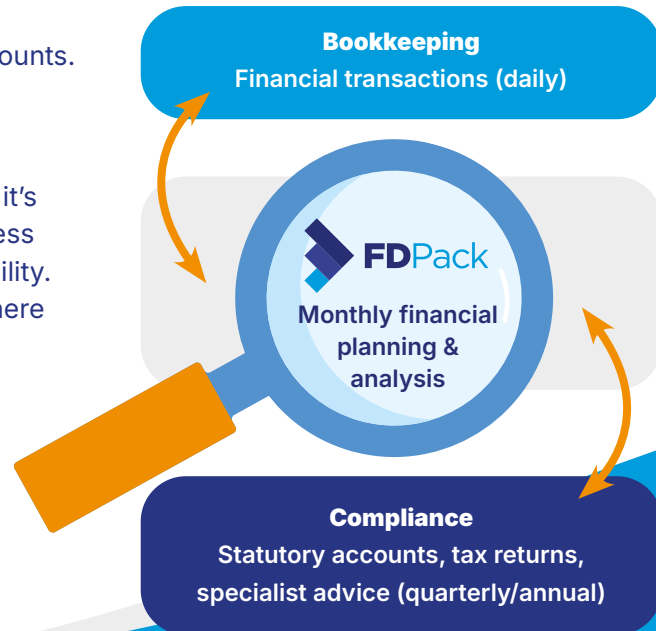 ounts.
it's
ess
ility.
here
Bookkeeping
Financial transactions (daily)
FDPack
Monthly financial
planning &
analysis
Compliance
Statutory accounts, tax returns,
specialist advice (quarterly/annual)